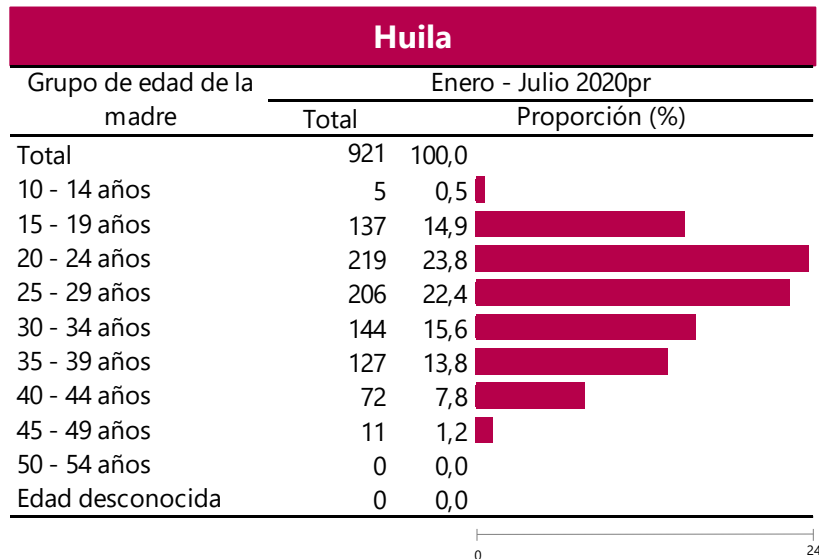 Huila
Grupo de edad de la madre
Enero - Julio 2020pr
Total Proporción (%)
Total 921 100,0
10 - 14 años 5 0,5
15 - 19 años 137 14,9
20 - 24 años 219 23,8
25 - 29 años 206 22,4
30 - 34 años 144 15,6
35 - 39 años 127 13,8
40 - 44 años 72 7,8
45 - 49 años 11 1,2
50 - 54 años 0 0,0
Edad desconocida 0 0,0
0 24